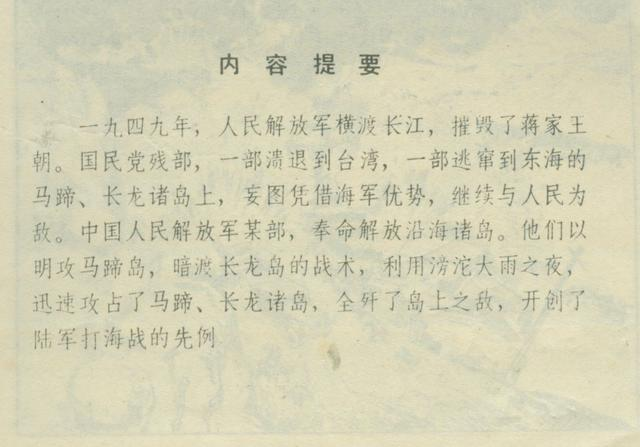 内容提要
一九四九年，人民解放军横渡长江，摧毁了蒋家王
朝。国民党残部，一部溃退到台湾，一部逃窜到东海的
马蹄、长龙诸岛上，妄图凭借海军优势，继续与人民为
敌。中国人民解放军某部，奉命解放沿海诸岛。他们以
明攻马蹄岛，暗渡长龙岛的战术，利用滂沱大雨之夜，
迅速攻占了马蹄、长龙诸岛，全歼了岛上之敌，开创了
陆军打海战的先例